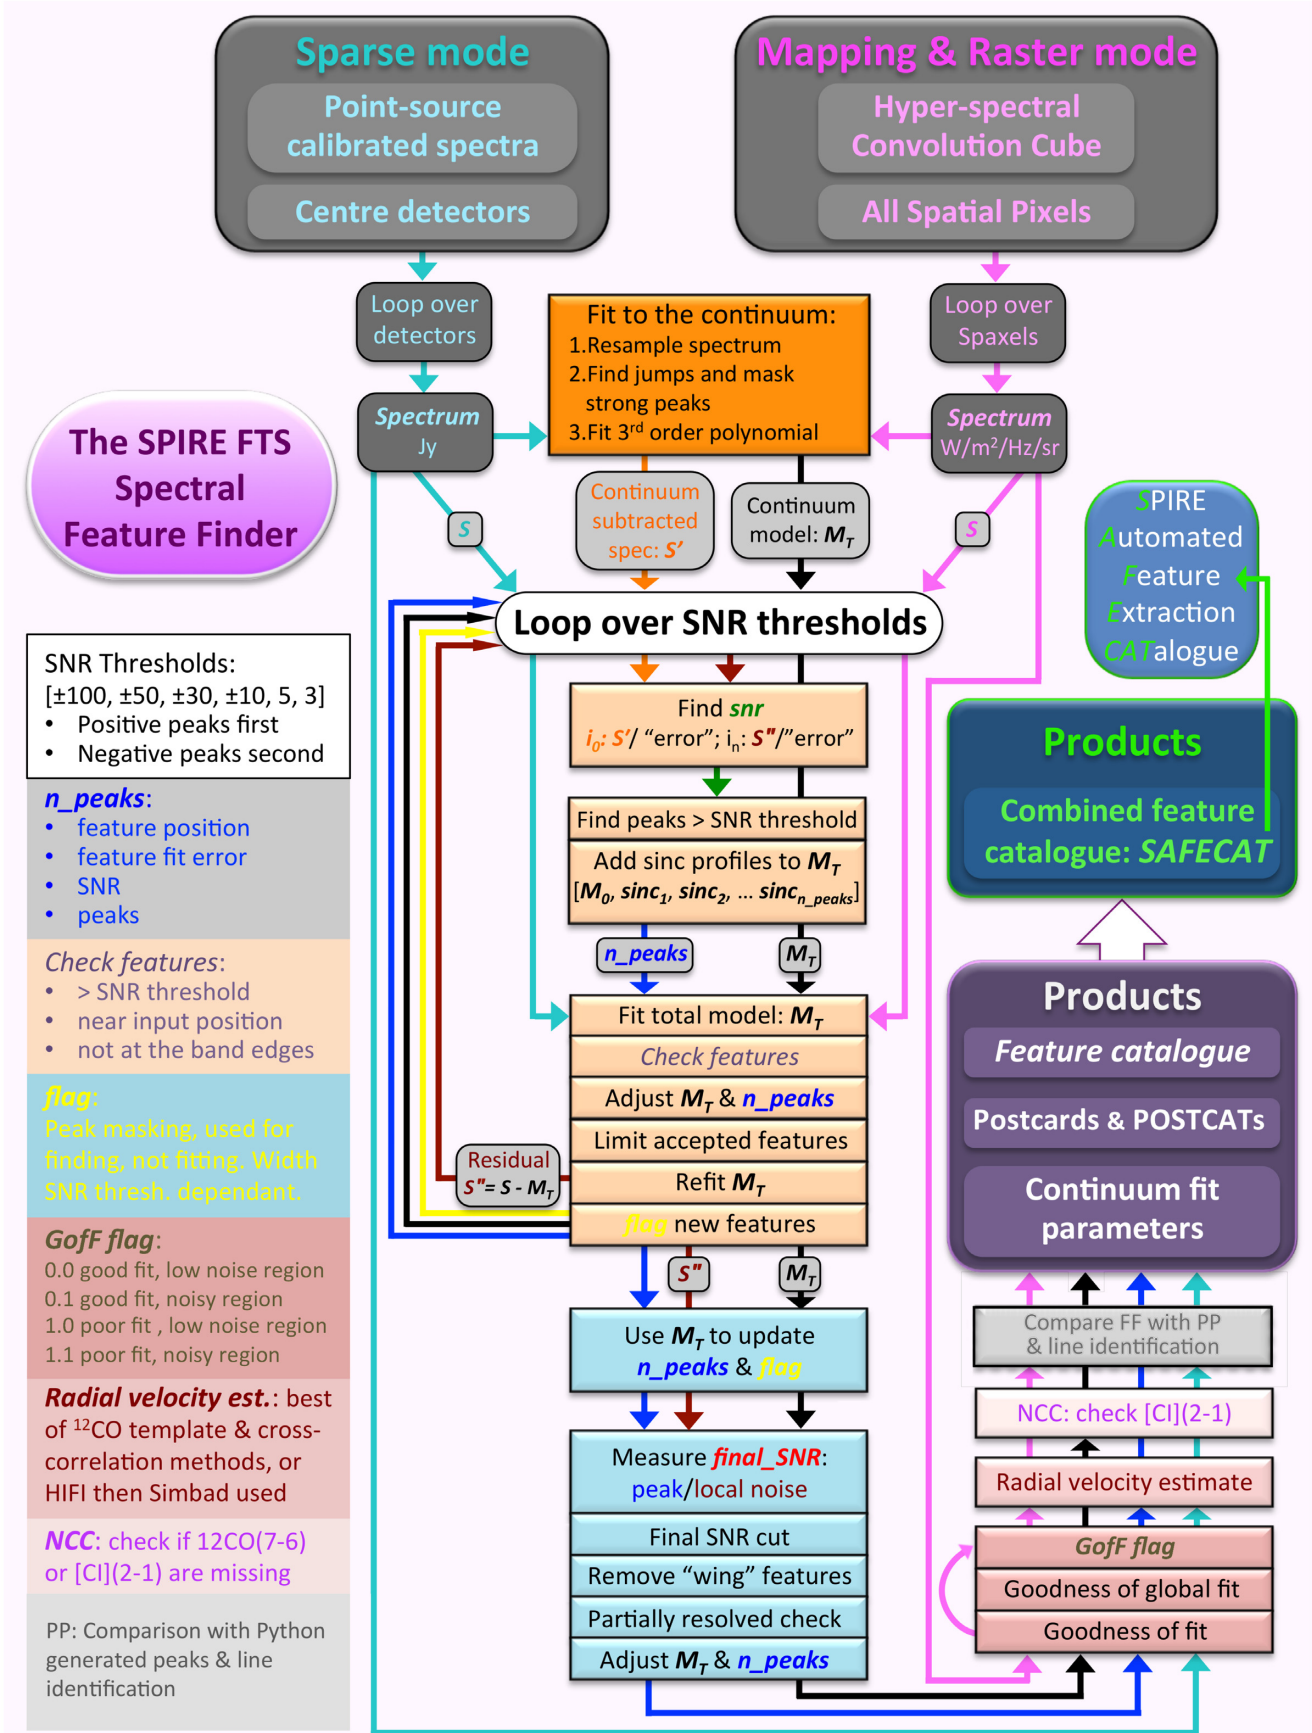 Sparse mode
Point-source
calibrated spectra
Centre detectors
Mapping & Raster mode
Hyper-spectral
Convolution Cube
All Spatial Pixels
Loop over
detectors
Spectrum
Jy
Fit to the continuum:
1.Resample spectrum
2.Find jumps and mask
strong peaks
3.Fit 3rd order polynomial
Loop over
Spaxels
Spectrum
W/m2/Hz/sr
The SPIRE FTS
Spectral
Feature Finder
S
Continuum
subtracted
spec: S'
Continuum
model: MT
S
SPIRE
Automated
Feature
Extraction
CATalogue
Loop over SNR thresholds
SNR Thresholds:
[±100, ±50, ±30, ±10, 5, 3]
• Positive peaks first
• Negative peaks second
n_peaks:
• feature position
• feature fit error
• SNR
• peaks
Check features:
• > SNR threshold
• near input position
• not at the band edges
flag:
Peak masking, used for
finding, not fitting. Width
SNR thresh. dependant.
GofF flag:
0.0 good fit, low noise region
0.1 good fit, noisy region
1.0 poor fit , low noise region
1.1 poor fit, noisy region
Radial velocity est.: best
of 12CO template & cross-
correlation methods, or
HIFI then Simbad used
NCC: check if 12CO(7-6)
or [CI](2-1) are missing
PP: Comparison with Python
generated peaks & line
identification
Find snr
i0: S'/ “error”; in: S"/”error”
Find peaks > SNR threshold
Add sinc profiles to MT
[M0, sinc1, sinc2, ... sincn_peaks]
n_peaks
MT
Fit total model: MT
Check features
Adjust MT & n_peaks
Limit accepted features
Refit MT
flag new features
Residual
S"= S - MT
S"
MT
Use MT to update
n_peaks & flag
Measure final_SNR:
peak/local noise
Final SNR cut
Remove “wing” features
Partially resolved check
Adjust MT & n_peaks
Products
Combined feature
catalogue: SAFECAT
Products
Feature catalogue
Postcards & POSTCATs
Continuum fit
parameters
Compare FF with PP
& line identification
NCC: check [CI](2-1)
Radial velocity estimate
GofF flag
Goodness of global fit
Goodness of fit